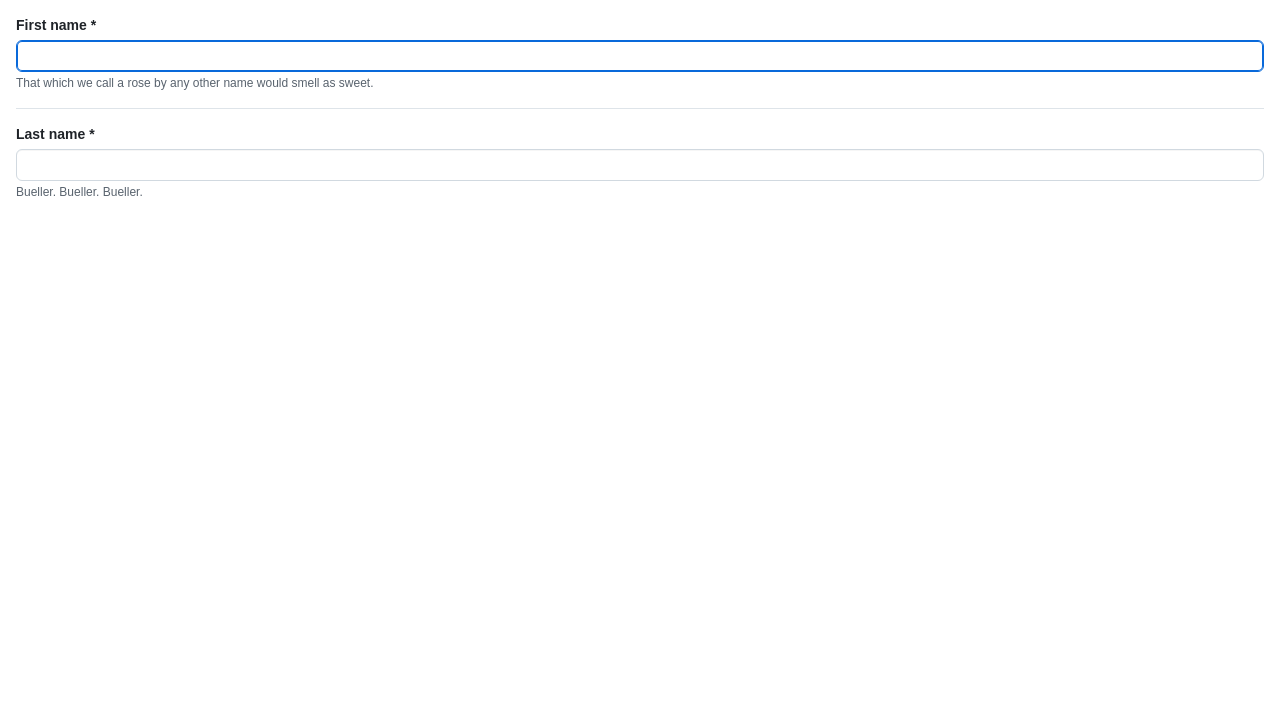 First name *
That which we call a rose by any other name would smell as sweet.
Last name *
Bueller. Bueller. Bueller.